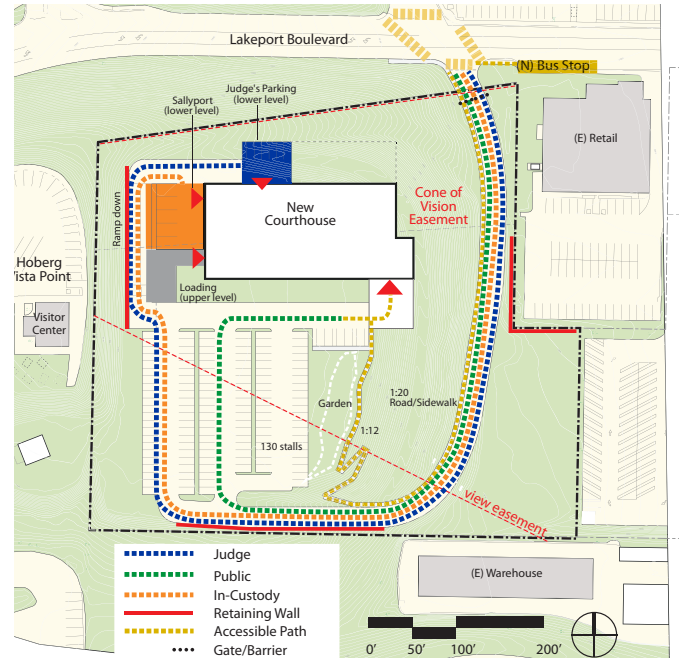 Lakeport Boulevard
(N) Bus Stop
Judge's Parking
(lower level)
Sallyport
(lower level)
(E) Retail
Cone of
Vision
Easement
New
Courthouse
Ramp down
Hoberg
Vista Point
Loading
(upper level)
Visitor
Center
1:20
Road/Sidewalk
Garden
1:12
130 stalls
view easement
Judge
Public
In-Custody
Retaining Wall
Accessible Path
Gate/Barrier
(E) Warehouse
0' 50' 100' 200'